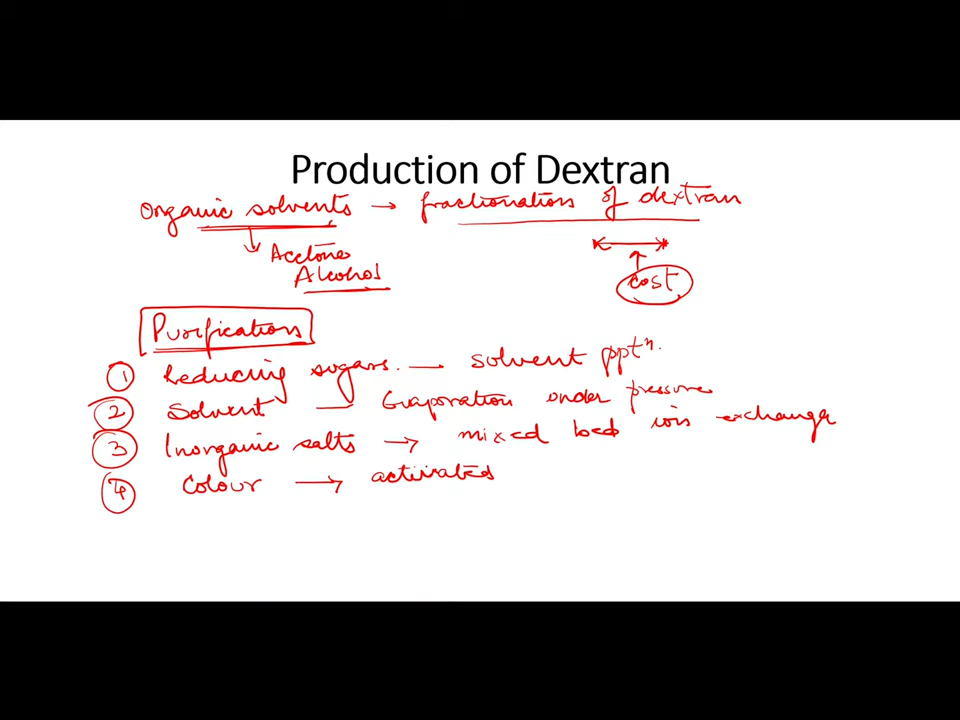 Production of Dextran
Organic solvents → fractionation of dextran
Acetone
Alcohol
cost
Purification
1 Reducing sugars. — solvent pptn.
2 Solvent — Evaporation under pressure
3 Inorganic salts → mixed bed ion exchanger
4 Colour → activated